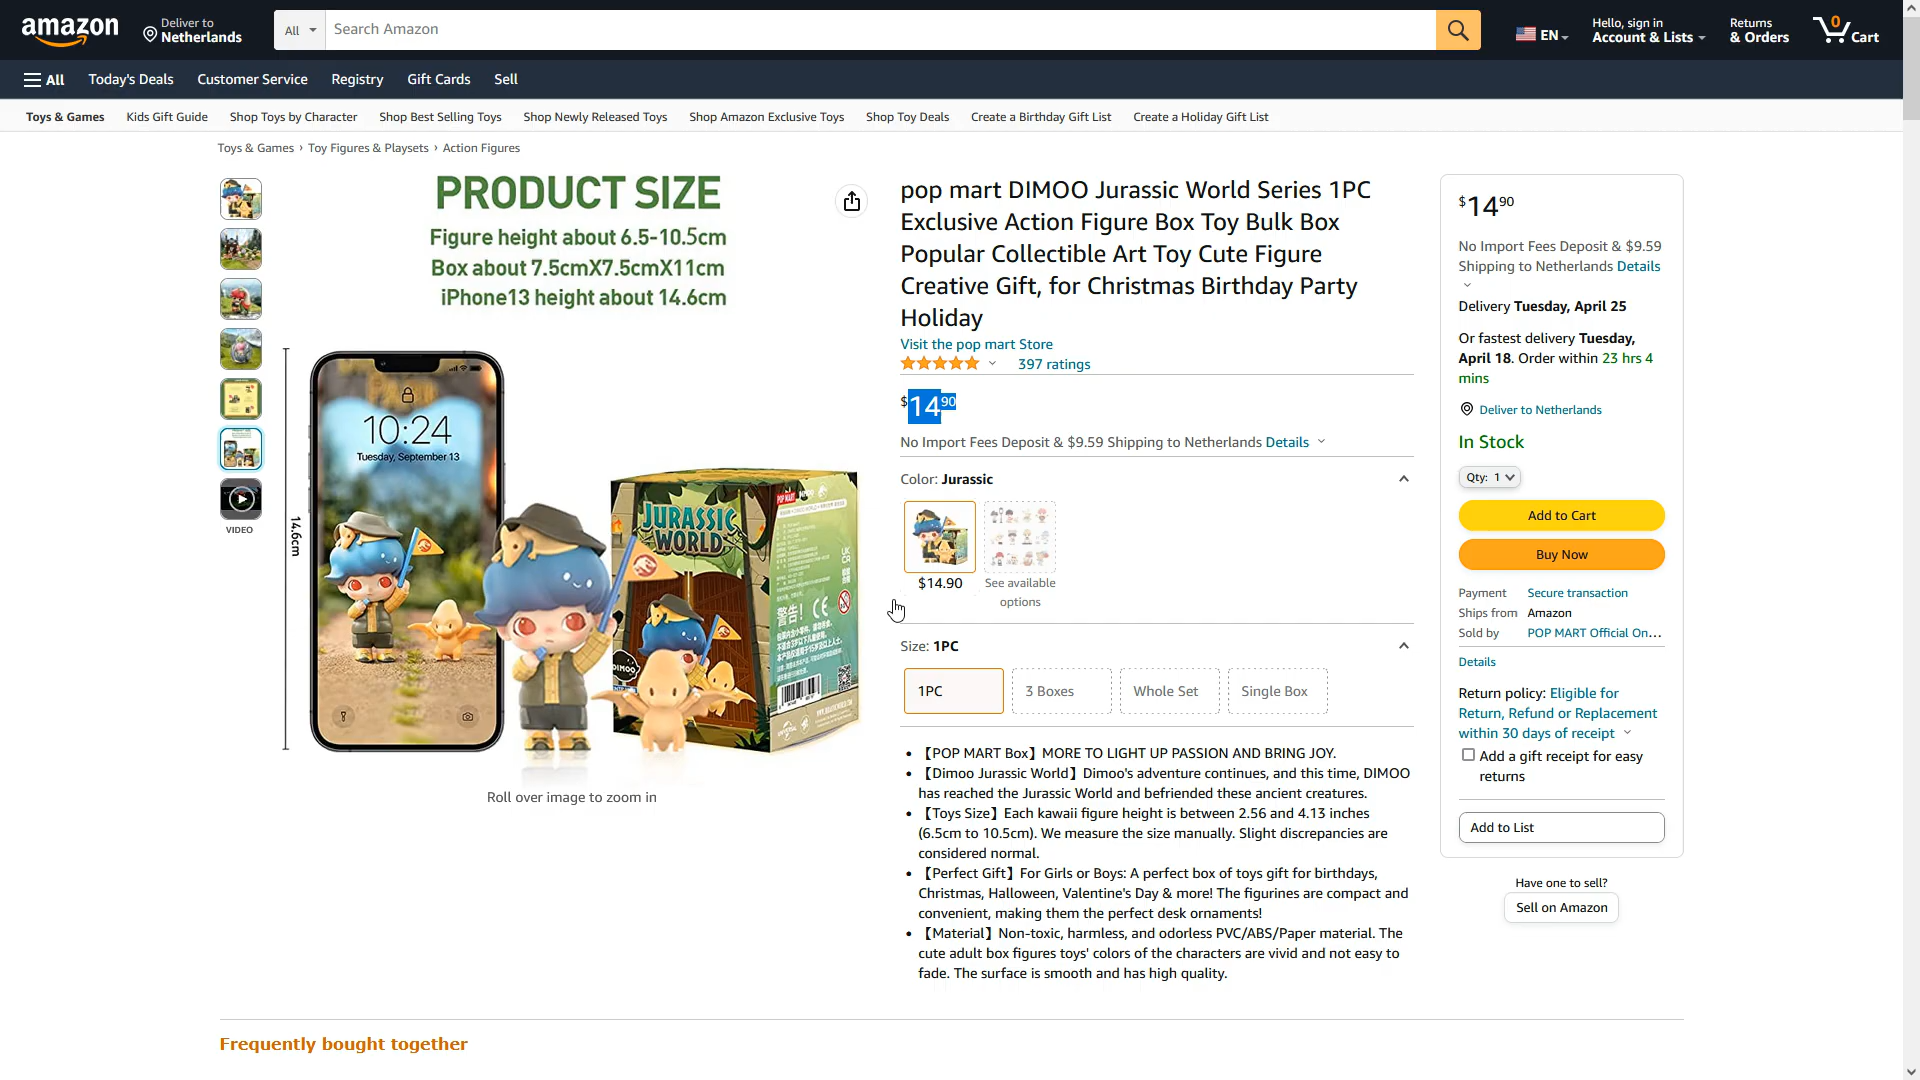 amazon
Deliver to
Netherlands
All
Search Amazon
EN
Hello, sign in
Account & Lists
Returns
& Orders
0
Cart
All
Today's Deals
Customer Service
Registry
Gift Cards
Sell
Toys & Games
Kids Gift Guide
Shop Toys by Character
Shop Best Selling Toys
Shop Newly Released Toys
Shop Amazon Exclusive Toys
Shop Toy Deals
Create a Birthday Gift List
Create a Holiday Gift List
Toys & Games › Toy Figures & Playsets › Action Figures
VIDEO
PRODUCT SIZE
Figure height about 6.5-10.5cm
Box about 7.5cmX7.5cmX11cm
iPhone13 height about 14.6cm
14.6cm
10:24
Tuesday, September 13
POP MART
JURASSIC
WORLD
UK
CA
警告!
CE
DIMOO
Roll over image to zoom in
pop mart DIMOO Jurassic World Series 1PC
Exclusive Action Figure Box Toy Bulk Box
Popular Collectible Art Toy Cute Figure
Creative Gift, for Christmas Birthday Party
Holiday
Visit the pop mart Store
397 ratings
$14.90
No Import Fees Deposit & $9.59 Shipping to Netherlands Details
Color: Jurassic
$14.90
See available
options
Size: 1PC
1PC
3 Boxes
Whole Set
Single Box
• 【POP MART Box】MORE TO LIGHT UP PASSION AND BRING JOY.
• 【Dimoo Jurassic World】Dimoo's adventure continues, and this time, DIMOO
has reached the Jurassic World and befriended these ancient creatures.
• 【Toys Size】Each kawaii figure height is between 2.56 and 4.13 inches
(6.5cm to 10.5cm). We measure the size manually. Slight discrepancies are
considered normal.
• 【Perfect Gift】For Girls or Boys: A perfect box of toys gift for birthdays,
Christmas, Halloween, Valentine's Day & more! The figurines are compact and
convenient, making them the perfect desk ornaments!
• 【Material】Non-toxic, harmless, and odorless PVC/ABS/Paper material. The
cute adult box figures toys' colors of the characters are vivid and not easy to
fade. The surface is smooth and has high quality.
$14 90
No Import Fees Deposit & $9.59
Shipping to Netherlands Details
Delivery Tuesday, April 25
Or fastest delivery Tuesday,
April 18. Order within 23 hrs 4
mins
Deliver to Netherlands
In Stock
Qty: 1
Add to Cart
Buy Now
Payment Secure transaction
Ships from Amazon
Sold by POP MART Official On...
Details
Return policy: Eligible for
Return, Refund or Replacement
within 30 days of receipt
Add a gift receipt for easy
returns
Add to List
Have one to sell?
Sell on Amazon
Frequently bought together